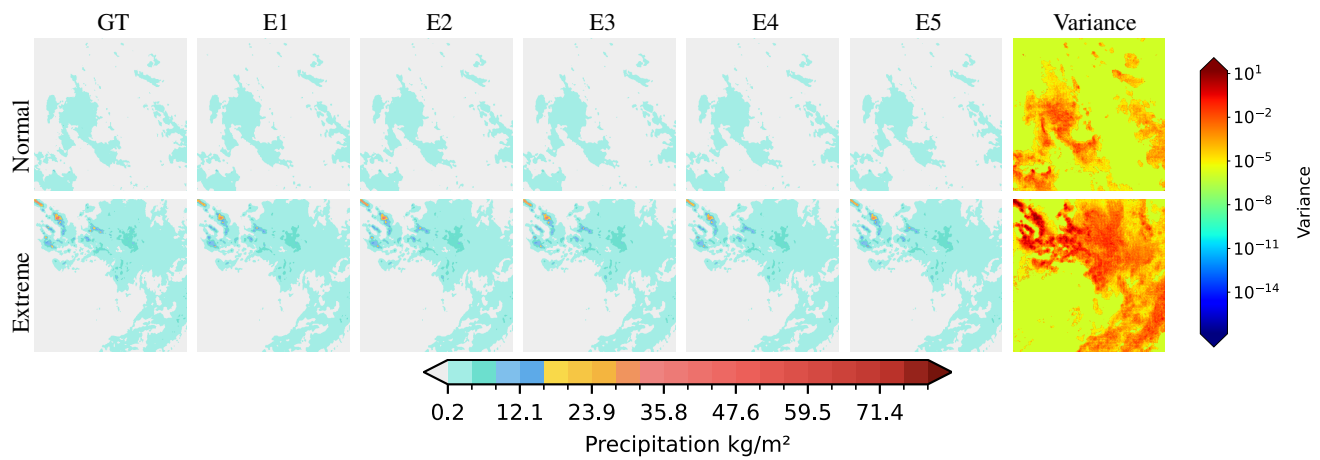 GT E1 E2 E3 E4 E5 Variance
Normal
Extreme
10¹
10⁻²
10⁻⁵
10⁻⁸
10⁻¹¹
10⁻¹⁴
Variance
0.2 12.1 23.9 35.8 47.6 59.5 71.4
Precipitation kg/m²